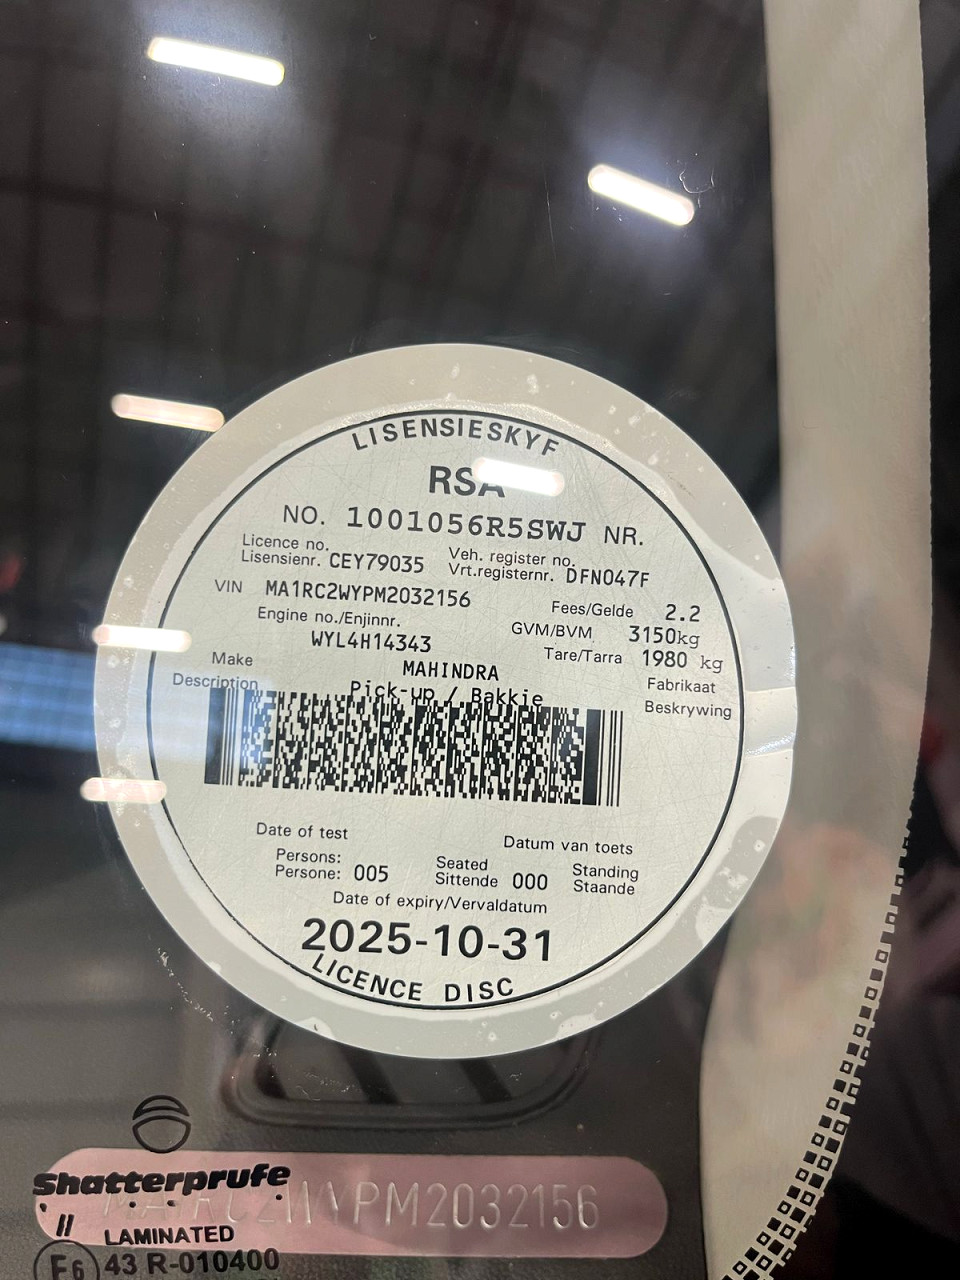 LISENSIESKYF
RSA
NO. 1001056R5SWJ NR.
Licence no.
Lisensienr. CEY79035
Veh. register no.
Vrt.registernr. DFN047F
VIN MA1RC2WYPM2032156
Fees/Gelde 2.2
Engine no./Enjinnr.
WYL4H14343
GVM/BVM 3150kg
Tare/Tarra 1980 kg
Make MAHINDRA Fabrikaat
Description Pick-up / Bakkie Beskrywing
Date of test Datum van toets
Persons:
Persone: 005
Seated
Sittende 000
Standing
Staande
Date of expiry/Vervaldatum
2025-10-31
LICENCE DISC
Shatterprufe
MA1RC2WYPM2032156
II
LAMINATED
E6 43 R-010400